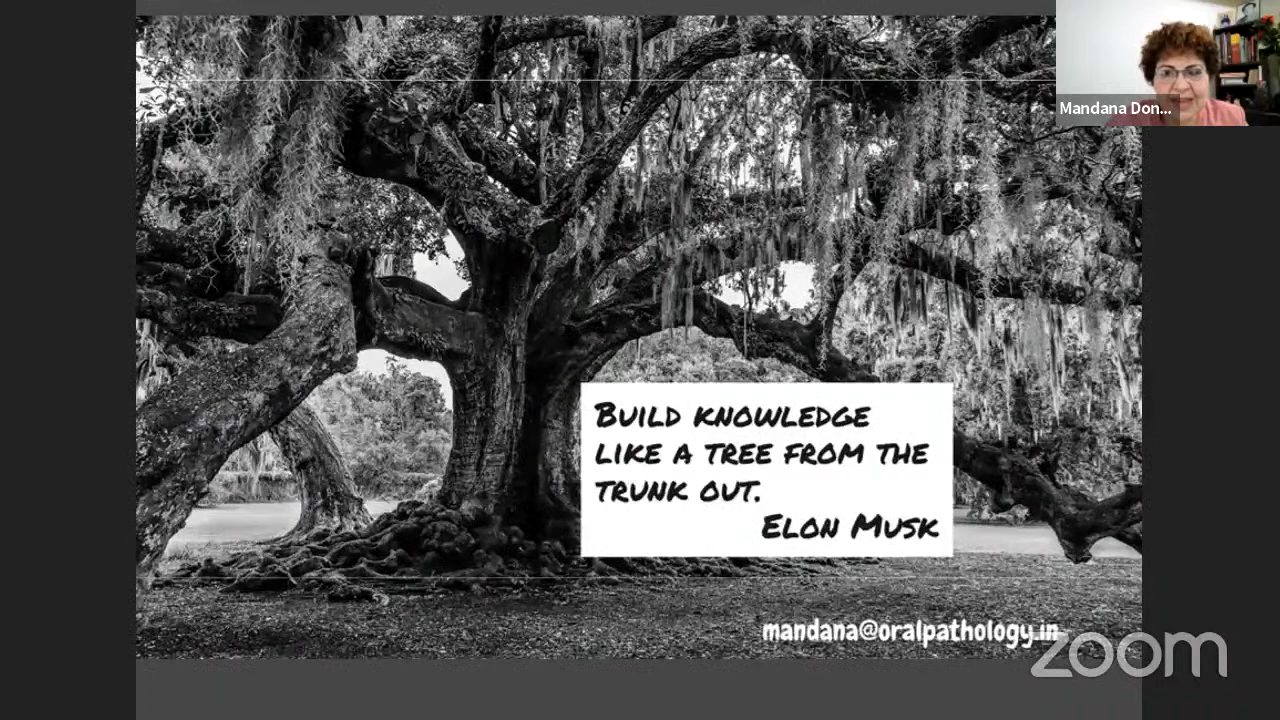 Mandana Don...
BUILD KNOWLEDGE
LIKE A TREE FROM THE
TRUNK OUT.
ELON MUSK
mandana@oralpathology.in
zoom